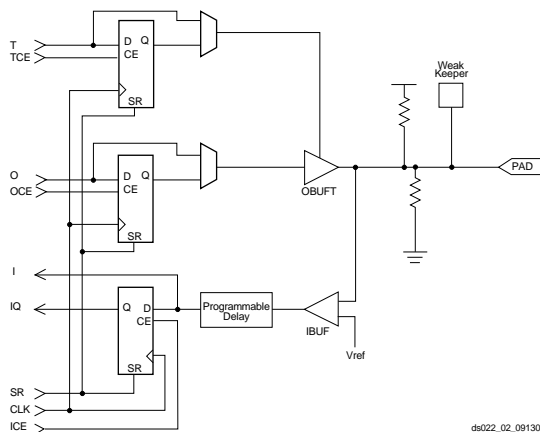 T
TCE
D Q
CE
SR
Weak
Keeper
O
OCE
D Q
CE
SR
OBUFT
PAD
I
IQ
Q D
CE
SR
Programmable
Delay
IBUF
Vref
SR
CLK
ICE
ds022_02_09130